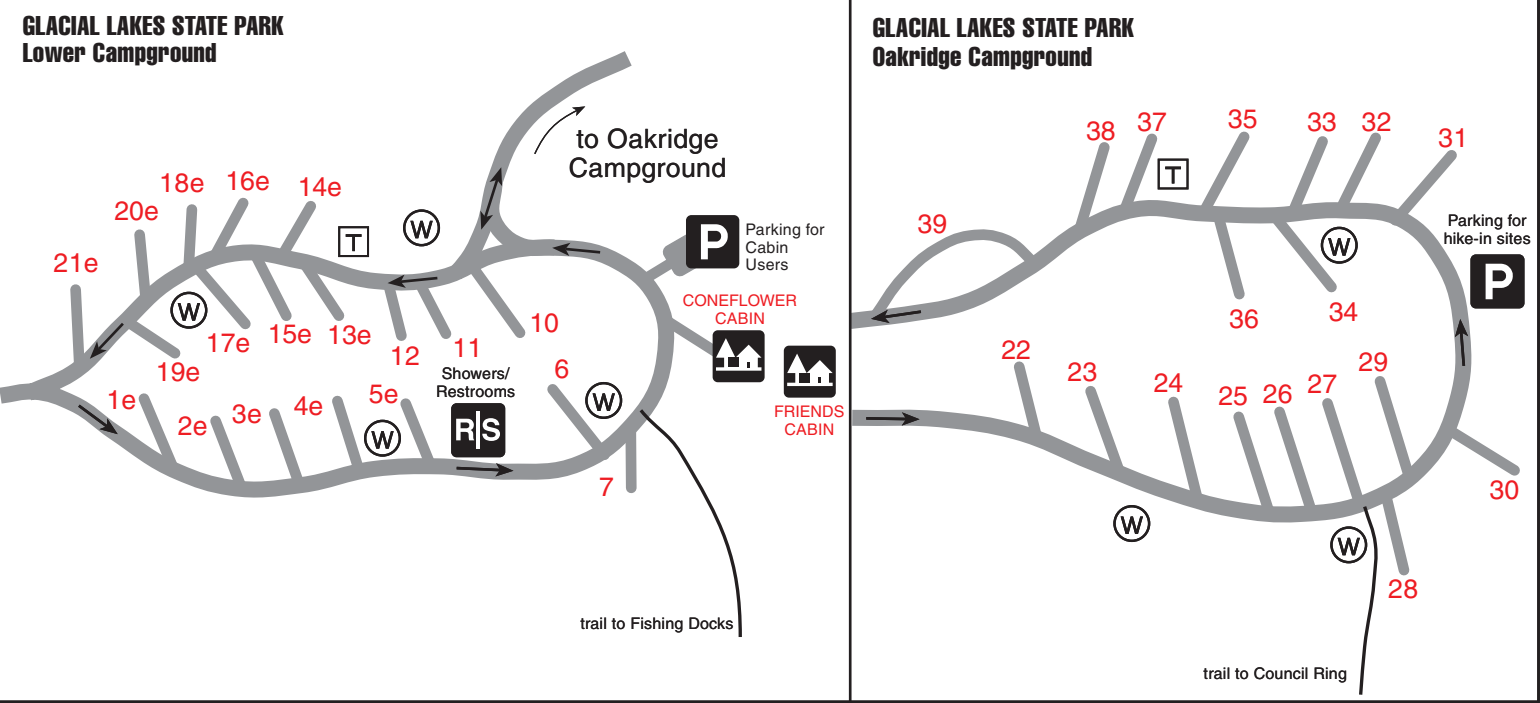 GLACIAL LAKES STATE PARK
Lower Campground
to Oakridge
Campground
18e
16e
14e
20e
T
W
P
Parking for
Cabin
Users
21e
W
17e
15e
13e
12
11
10
19e
CONEFLOWER
CABIN
FRIENDS
CABIN
Showers/
Restrooms
R|S
1e
2e
3e
4e
5e
W
6
W
7
trail to Fishing Docks
GLACIAL LAKES STATE PARK
Oakridge Campground
38
37
T
35
33
32
31
39
W
Parking for
hike-in sites
P
36
34
22
23
24
25
26
27
29
30
W
W
28
trail to Council Ring